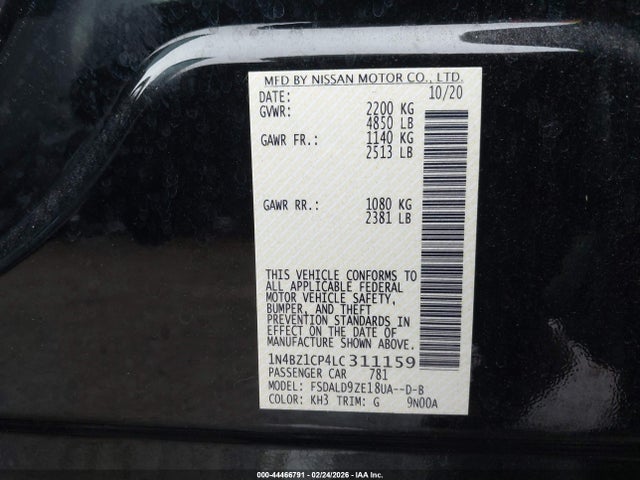 MFD BY NISSAN MOTOR CO., LTD.
DATE: 10/20
GVWR: 2200 KG
4850 LB
GAWR FR.: 1140 KG
2513 LB
GAWR RR.: 1080 KG
2381 LB
THIS VEHICLE CONFORMS TO
ALL APPLICABLE FEDERAL
MOTOR VEHICLE SAFETY,
BUMPER, AND THEFT
PREVENTION STANDARDS IN
EFFECT ON THE DATE OF
MANUFACTURE SHOWN ABOVE.
1N4BZ1CP4LC311159
PASSENGER CAR 781
MODEL: FSDALD9ZE18UA--D-B
COLOR: KH3 TRIM: G 9N00A
000-44466791 - 02/24/2026 - IAA Inc.